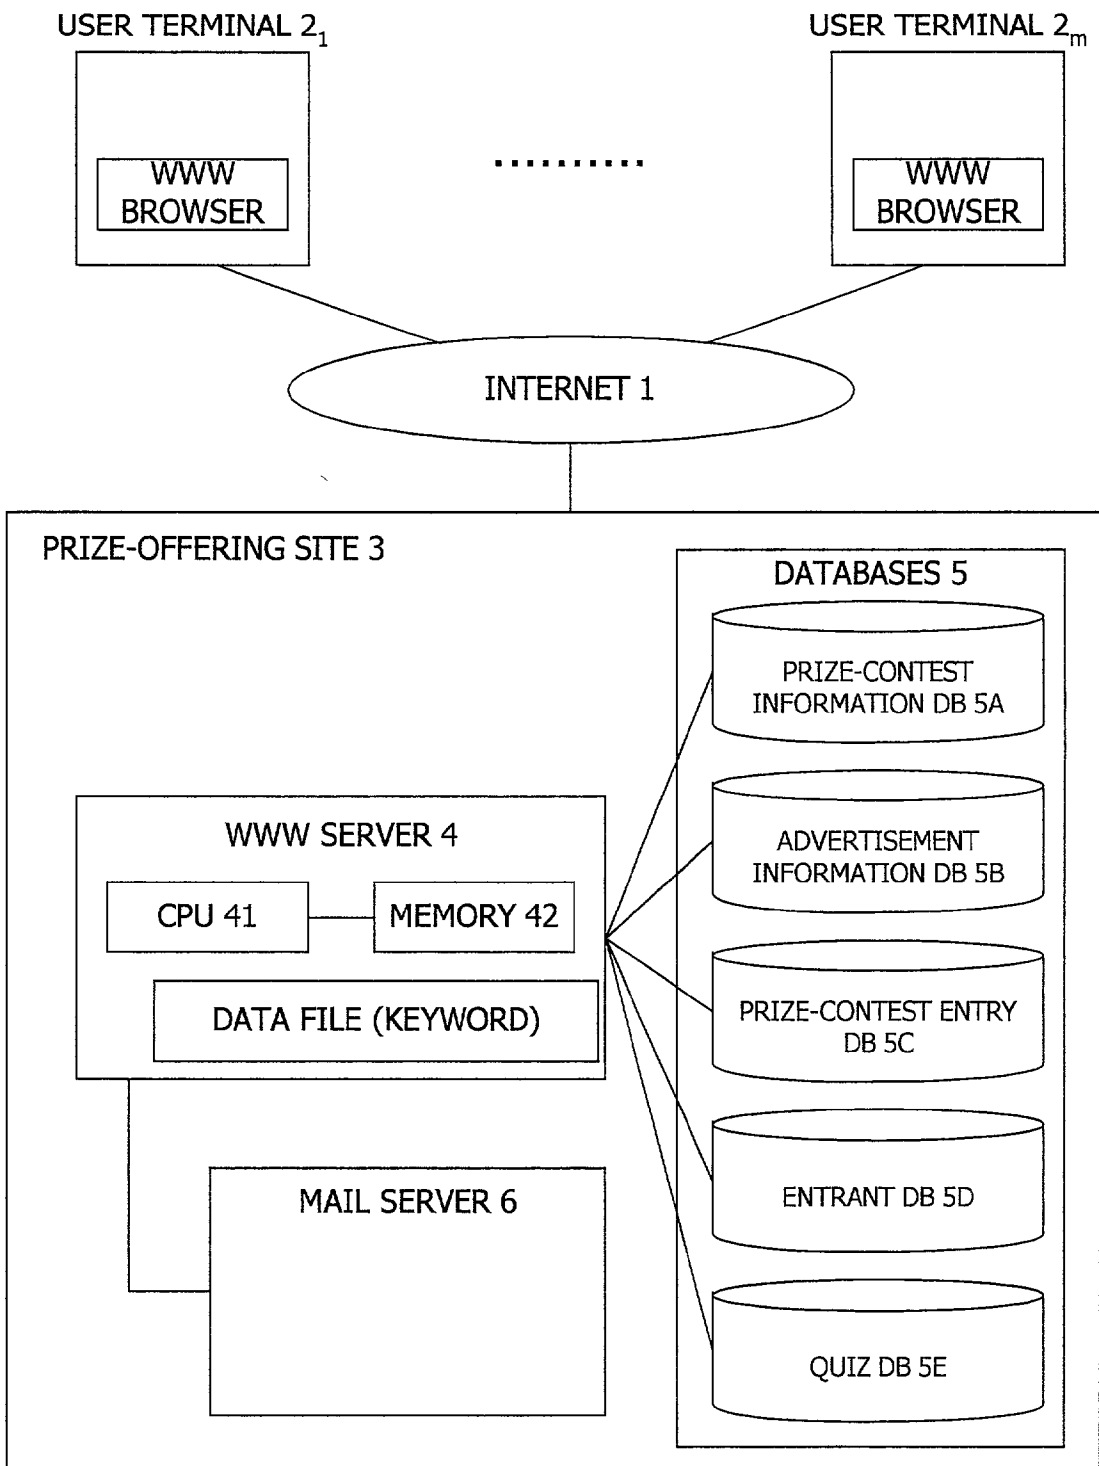 USER TERMINAL 2₁
USER TERMINAL 2ₘ
WWW
BROWSER
..........
WWW
BROWSER
INTERNET 1
PRIZE-OFFERING SITE 3
DATABASES 5
PRIZE-CONTEST
INFORMATION DB 5A
WWW SERVER 4
ADVERTISEMENT
INFORMATION DB 5B
CPU 41
MEMORY 42
DATA FILE (KEYWORD)
PRIZE-CONTEST ENTRY
DB 5C
MAIL SERVER 6
ENTRANT DB 5D
QUIZ DB 5E